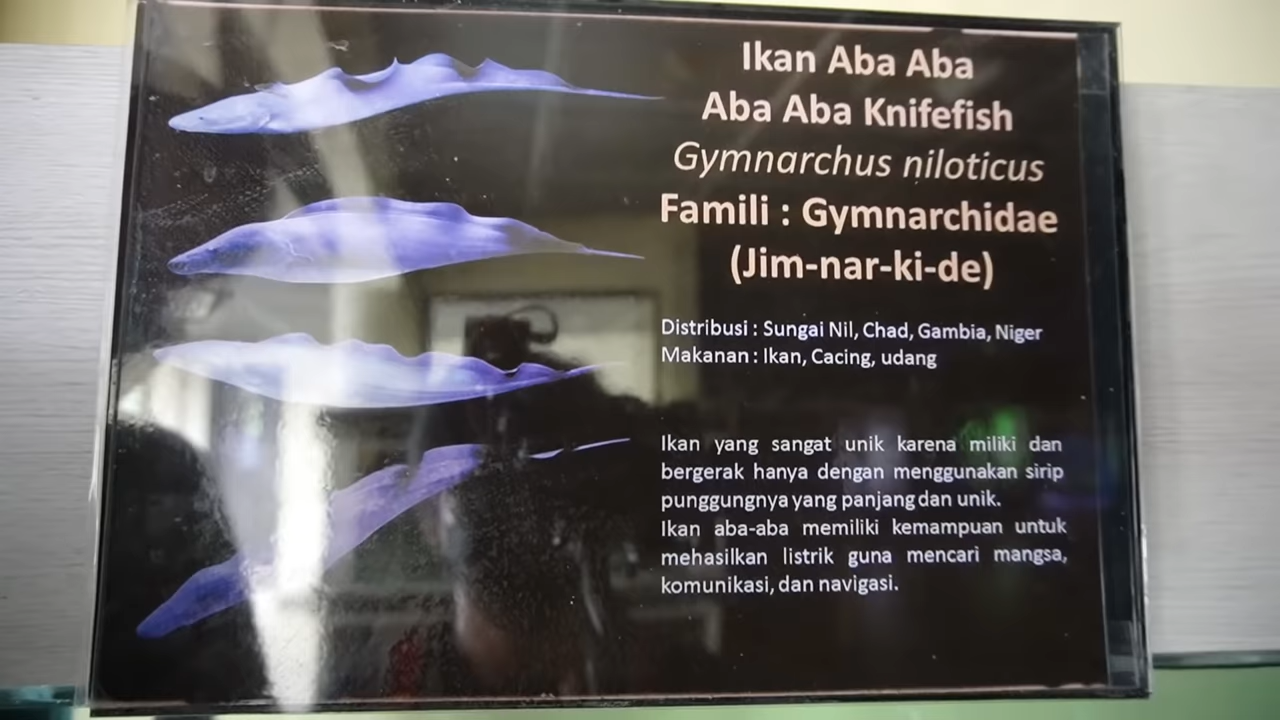 Ikan Aba Aba
Aba Aba Knifefish
Gymnarchus niloticus
Famili : Gymnarchidae
(Jim-nar-ki-de)
Distribusi : Sungai Nil, Chad, Gambia, Niger
Makanan : Ikan, Cacing, udang
Ikan yang sangat unik karena miliki dan
bergerak hanya dengan menggunakan sirip
punggungnya yang panjang dan unik.
Ikan aba-aba memiliki kemampuan untuk
mehasilkan listrik guna mencari mangsa,
komunikasi, dan navigasi.